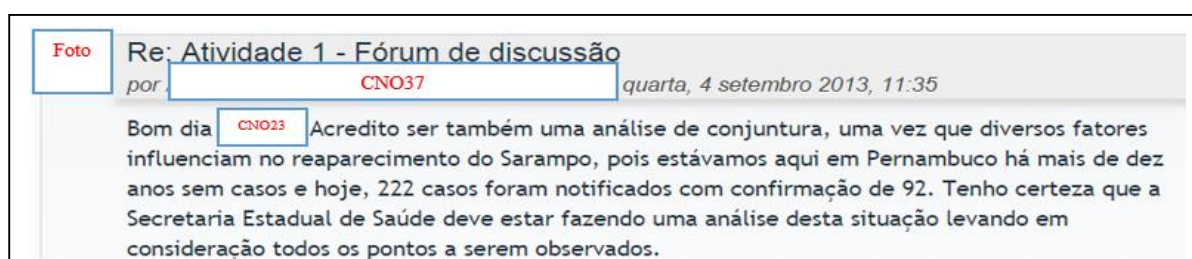 Foto
Re: Atividade 1 - Fórum de discussão
por CNO37 quarta, 4 setembro 2013, 11:35
Bom dia CNO23 Acredito ser também uma análise de conjuntura, uma vez que diversos fatores
influenciam no reaparecimento do Sarampo, pois estávamos aqui em Pernambuco há mais de dez
anos sem casos e hoje, 222 casos foram notificados com confirmação de 92. Tenho certeza que a
Secretaria Estadual de Saúde deve estar fazendo uma análise desta situação levando em
consideração todos os pontos a serem observados.